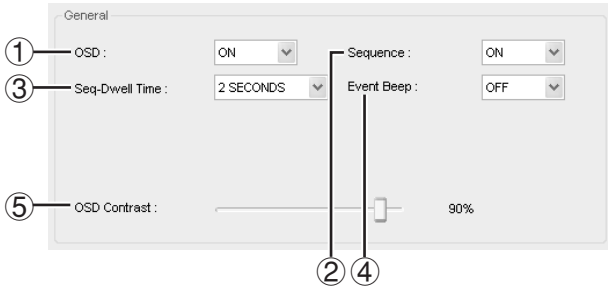 General
① OSD : ON ② Sequence : ON
③ Seq-Dwell Time : 2 SECONDS ④ Event Beep : OFF
⑤ OSD Contrast : 90%